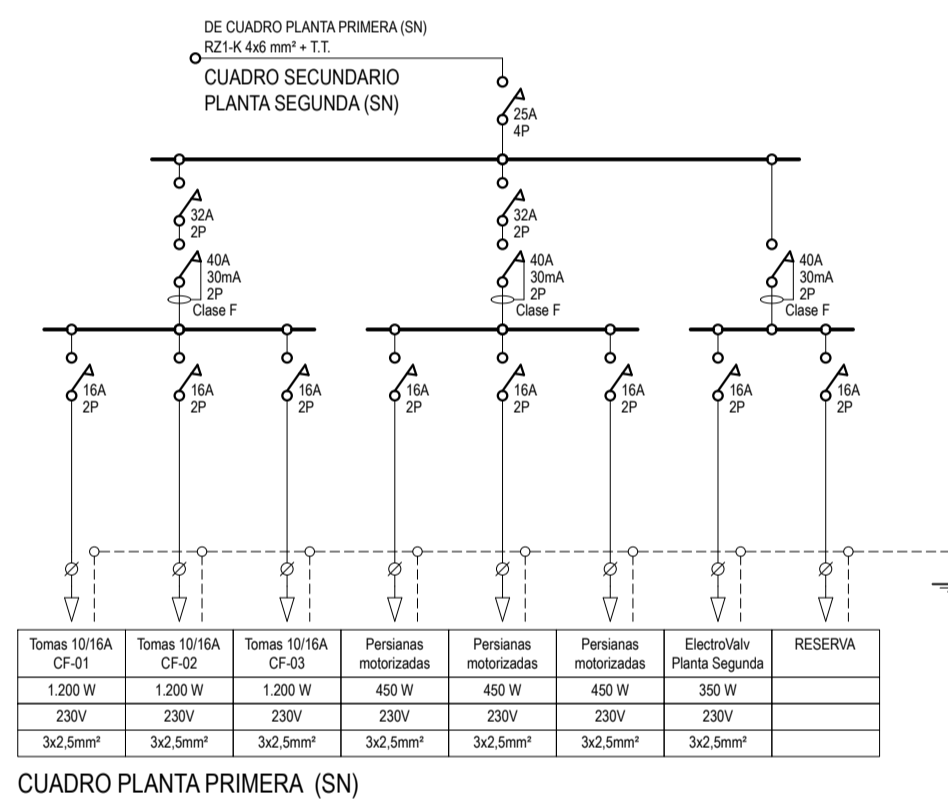 DE CUADRO PLANTA PRIMERA (SN)
RZ1-K 4x6 mm² + T.T.
CUADRO SECUNDARIO
PLANTA SEGUNDA (SN)
25A
4P
32A
2P
32A
2P
40A
30mA
2P
Clase F
40A
30mA
2P
Clase F
40A
30mA
2P
Clase F
16A
2P
16A
2P
16A
2P
16A
2P
16A
2P
16A
2P
16A
2P
16A
2P
Tomas 10/16A
CF-01
Tomas 10/16A
CF-02
Tomas 10/16A
CF-03
Persianas
motorizadas
Persianas
motorizadas
Persianas
motorizadas
ElectroValv
Planta Segunda
RESERVA
1.200 W 1.200 W 1.200 W 450 W 450 W 450 W 350 W
230V 230V 230V 230V 230V 230V 230V
3x2,5mm² 3x2,5mm² 3x2,5mm² 3x2,5mm² 3x2,5mm² 3x2,5mm² 3x2,5mm²
CUADRO PLANTA PRIMERA (SN)